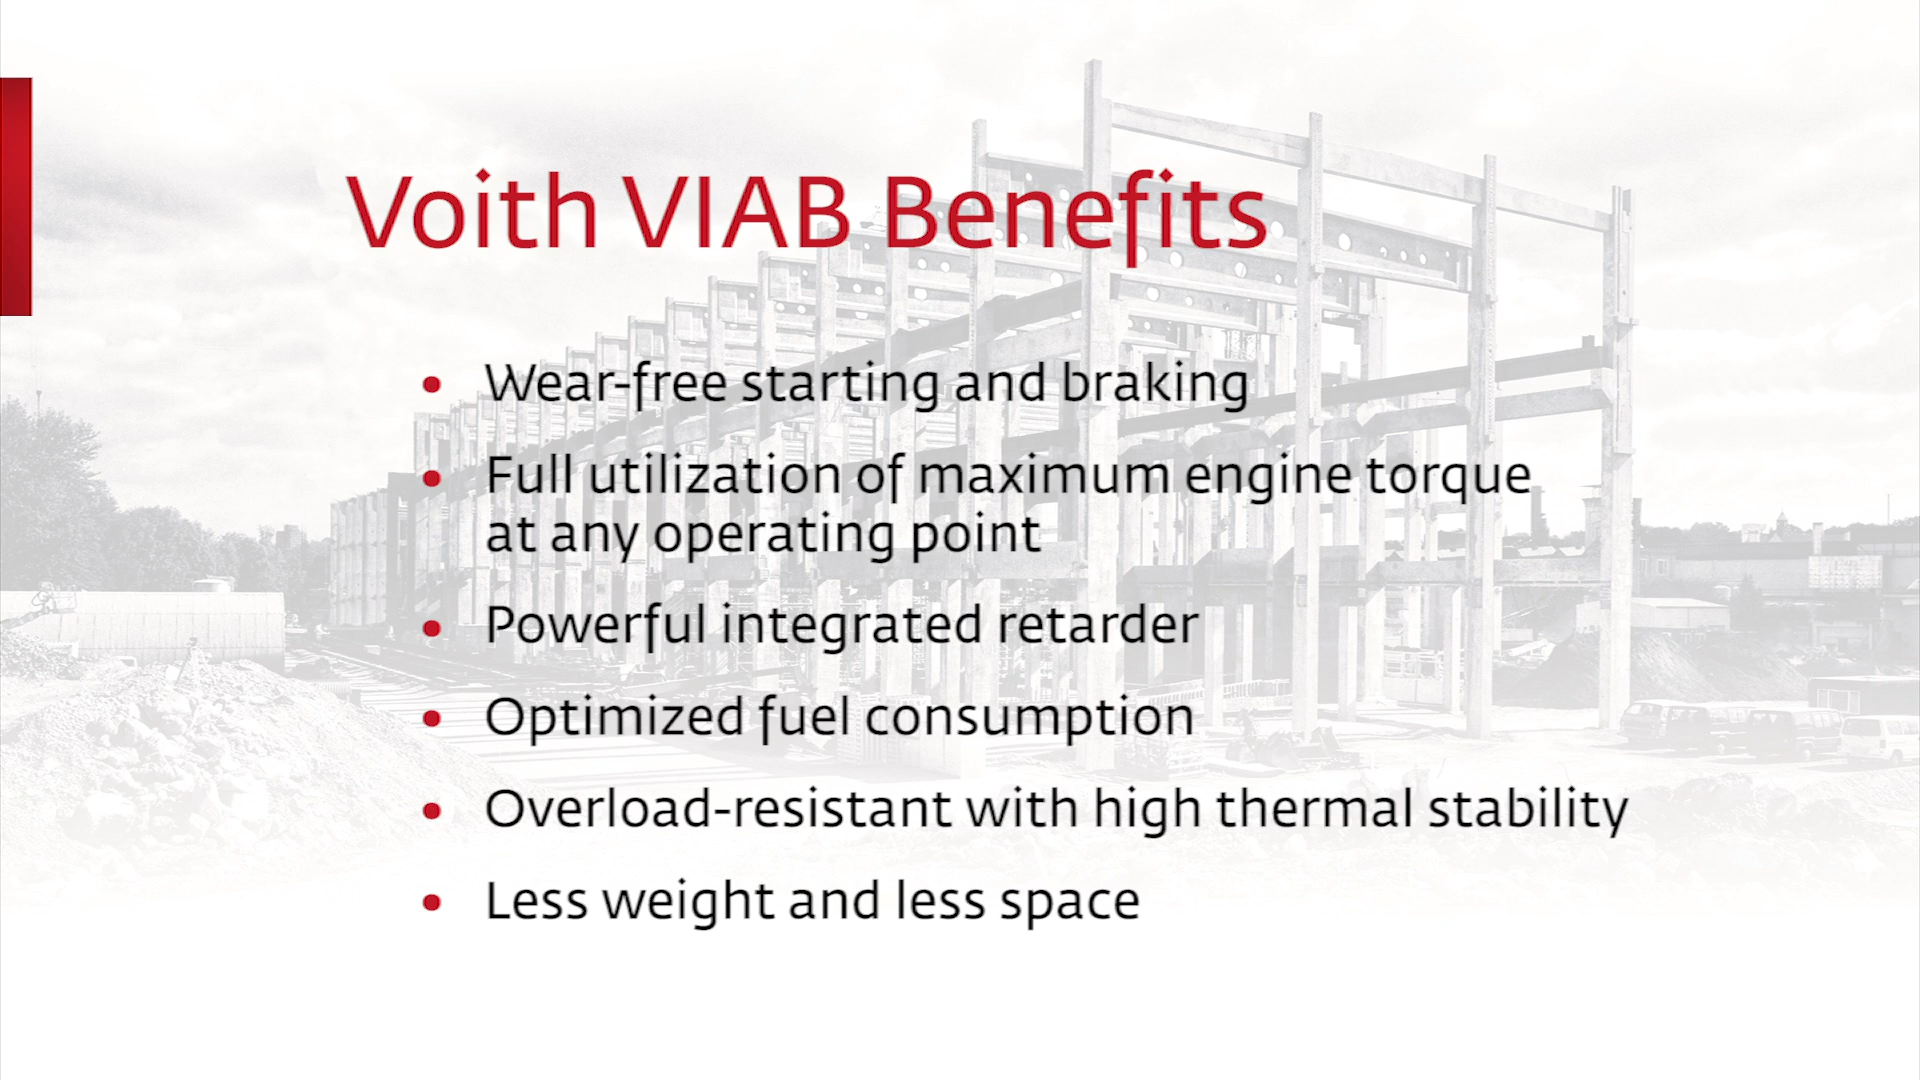 Voith VIAB Benefits
• Wear-free starting and braking
• Full utilization of maximum engine torque
at any operating point
• Powerful integrated retarder
• Optimized fuel consumption
• Overload-resistant with high thermal stability
• Less weight and less space